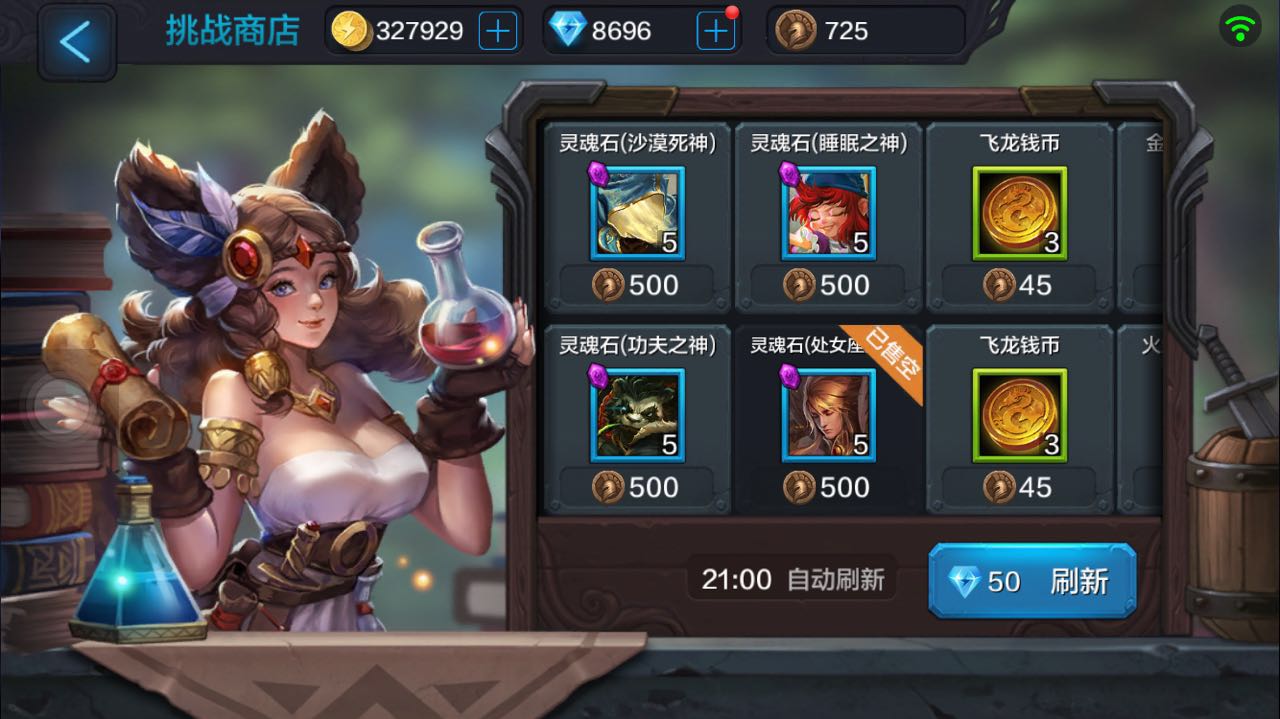 挑战商店
327929
8696
725
灵魂石(沙漠死神)
灵魂石(睡眠之神)
飞龙钱币
金
5
5
3
500
500
45
灵魂石(功夫之神)
灵魂石(处女座
已售空
飞龙钱币
火
5
5
3
500
500
45
21:00 自动刷新
50 刷新